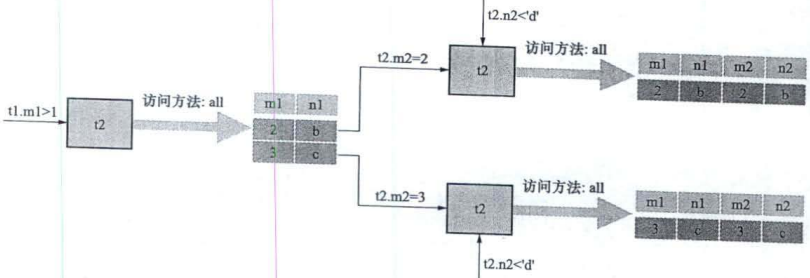 t2.n2<'d'
访问方法: all
t2.m2=2
t2
m1 n1 m2 n2
2 b 2 b
访问方法: all
t1.m1>1
t2
m1 n1
2 b
3 c
访问方法: all
t2.m2=3
t2
m1 n1 m2 n2
3 c 3 c
t2.n2<'d'